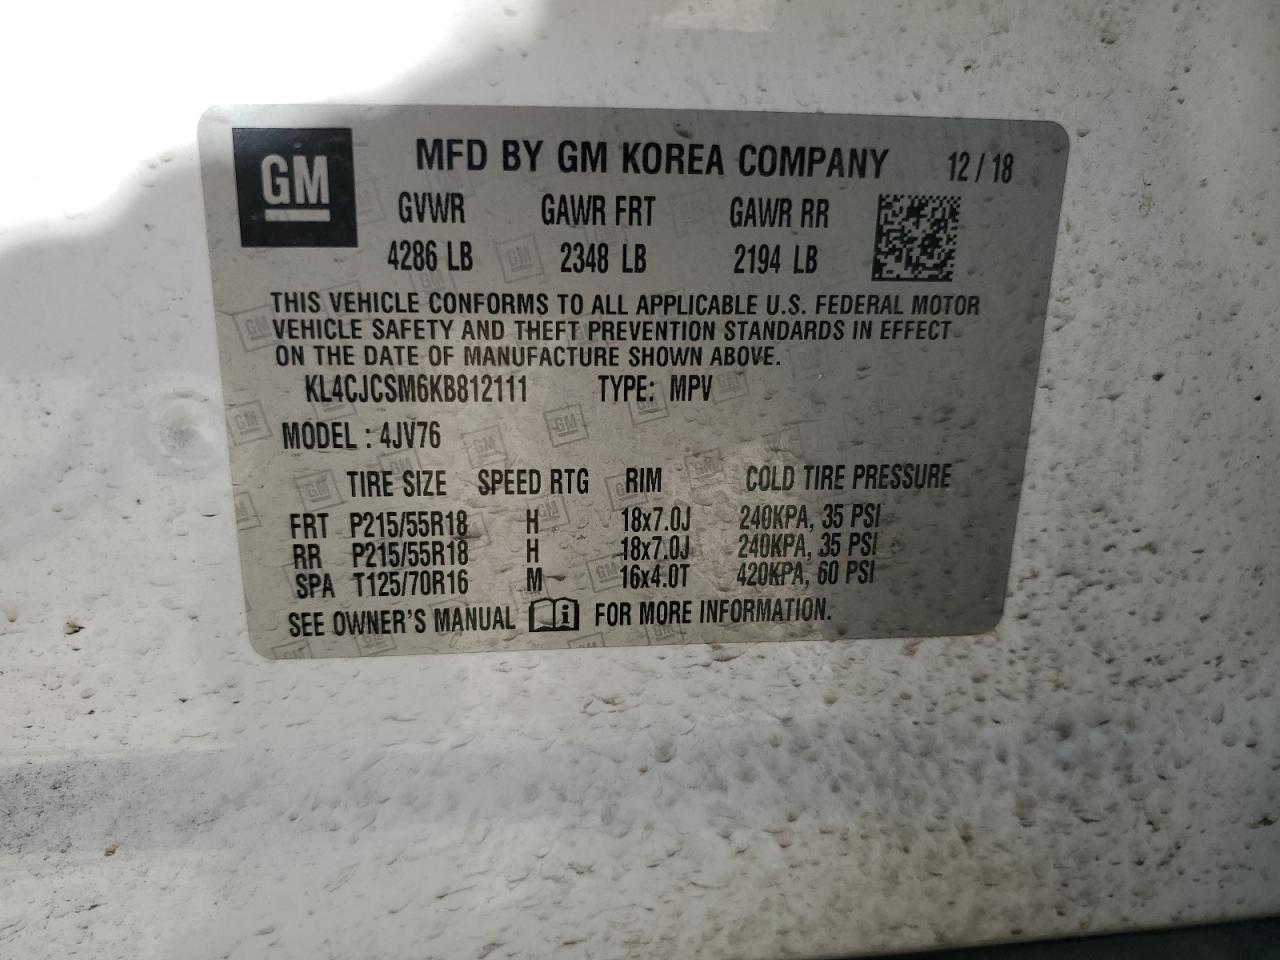 GM MFD BY GM KOREA COMPANY 12/18
GVWR GAWR FRT GAWR RR
4286 LB 2348 LB 2194 LB
THIS VEHICLE CONFORMS TO ALL APPLICABLE U.S. FEDERAL MOTOR
VEHICLE SAFETY AND THEFT PREVENTION STANDARDS IN EFFECT
ON THE DATE OF MANUFACTURE SHOWN ABOVE.
KL4CJCSM6KB812111 TYPE: MPV
MODEL : 4JV76
TIRE SIZE SPEED RTG RIM COLD TIRE PRESSURE
FRT P215/55R18 H 18x7.0J 240KPA, 35 PSI
RR P215/55R18 H 18x7.0J 240KPA, 35 PSI
SPA T125/70R16 M 16x4.0T 420KPA, 60 PSI
SEE OWNER'S MANUAL i FOR MORE INFORMATION.